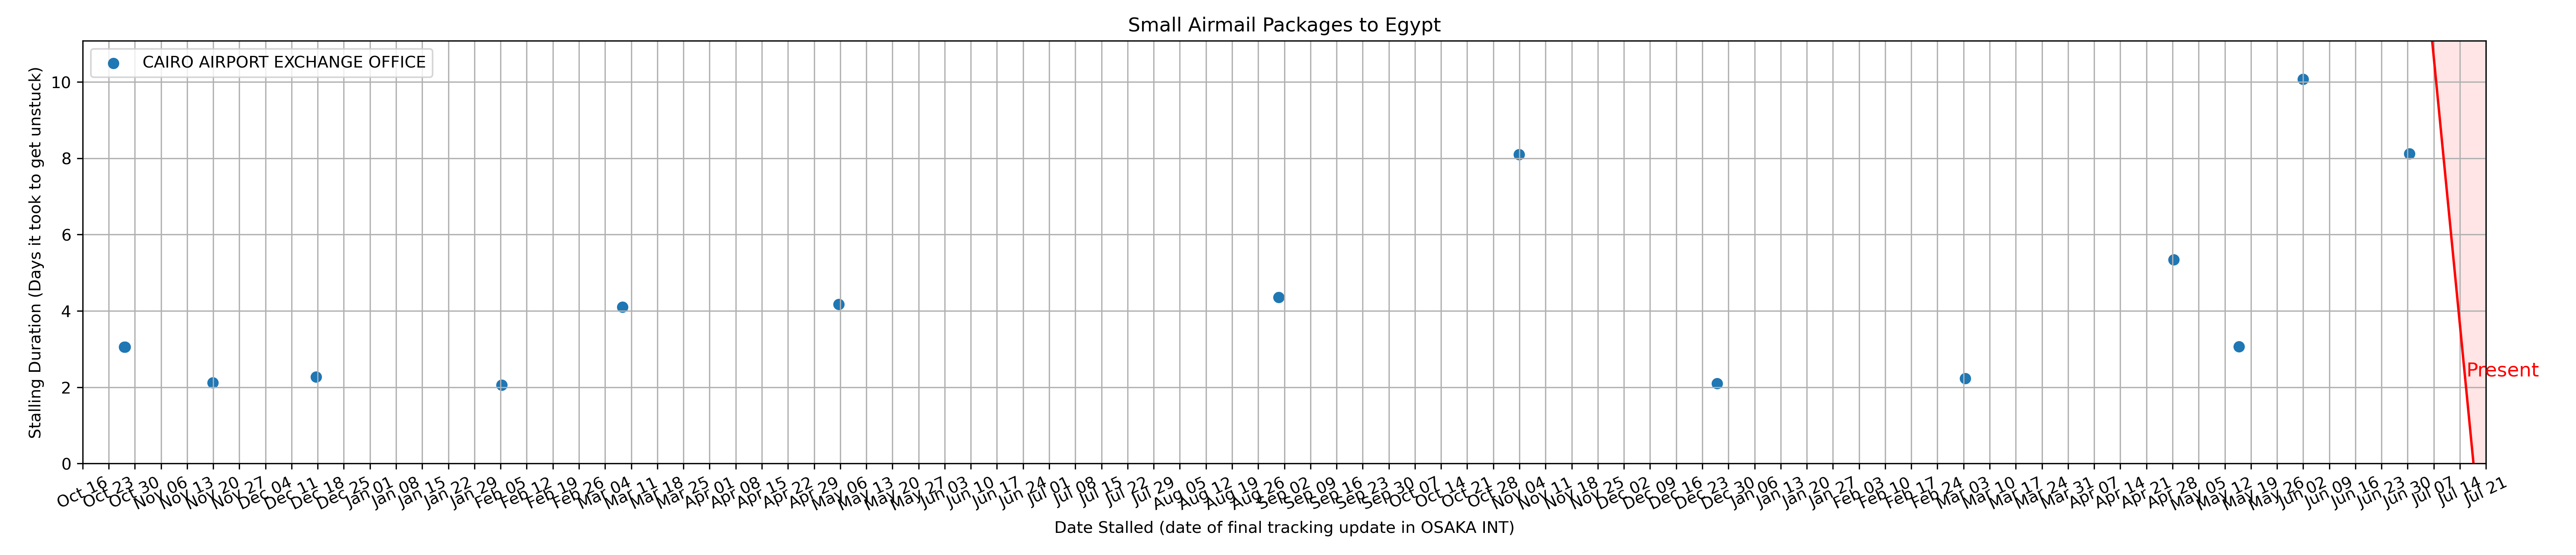 Small Airmail Packages to Egypt
CAIRO AIRPORT EXCHANGE OFFICE
Stalling Duration (Days it took to get unstuck)
10
8
6
4
2
0
Present
Oct 16
Oct 23
Oct 30
Nov 06
Nov 13
Nov 20
Nov 27
Dec 04
Dec 11
Dec 18
Dec 25
Jan 01
Jan 08
Jan 15
Jan 22
Jan 29
Feb 05
Feb 12
Feb 19
Feb 26
Mar 04
Mar 11
Mar 18
Mar 25
Apr 01
Apr 08
Apr 15
Apr 22
Apr 29
May 06
May 13
May 20
May 27
Jun 03
Jun 10
Jun 17
Jun 24
Jul 01
Jul 08
Jul 15
Jul 22
Jul 29
Aug 05
Aug 12
Aug 19
Aug 26
Sep 02
Sep 09
Sep 16
Sep 23
Sep 30
Oct 07
Oct 14
Oct 21
Oct 28
Nov 04
Nov 11
Nov 18
Nov 25
Dec 02
Dec 09
Dec 16
Dec 23
Dec 30
Jan 06
Jan 13
Jan 20
Jan 27
Feb 03
Feb 10
Feb 17
Feb 24
Mar 03
Mar 10
Mar 17
Mar 24
Mar 31
Apr 07
Apr 14
Apr 21
Apr 28
May 05
May 12
May 19
May 26
Jun 02
Jun 09
Jun 16
Jun 23
Jun 30
Jul 07
Jul 14
Jul 21
Date Stalled (date of final tracking update in OSAKA INT)